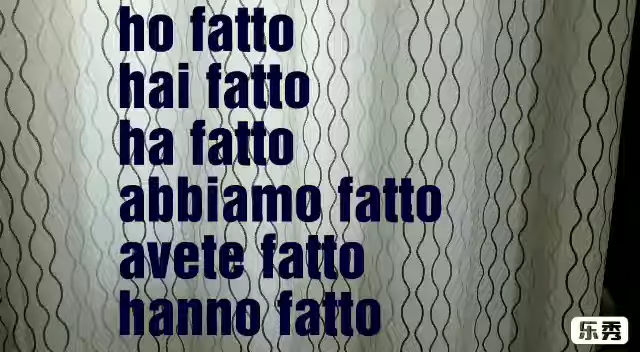 ho fatto
hai fatto
ha fatto
abbiamo fatto
avete fatto
hanno fatto
乐秀